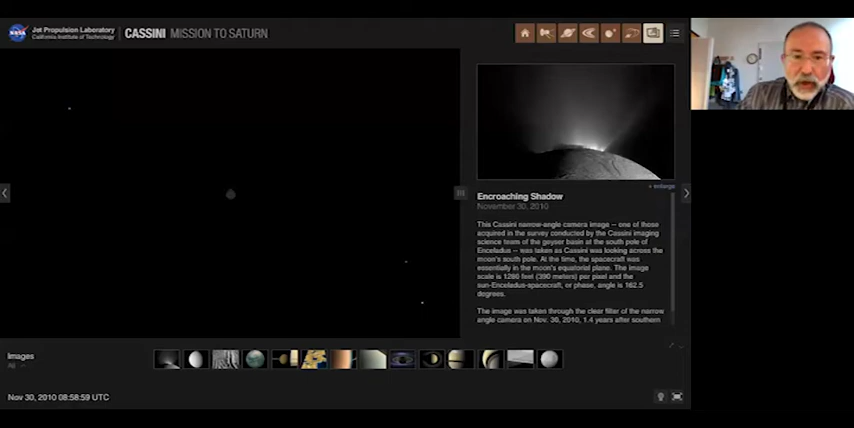 NASA
Jet Propulsion Laboratory
California Institute of Technology
CASSINI MISSION TO SATURN
+ enlarge
Encroaching Shadow
November 30, 2010
This Cassini narrow-angle camera image -- one of those
acquired in the survey conducted by the Cassini imaging
science team of the geyser basin at the south pole of
Enceladus -- was taken as Cassini was looking across the
moon's south pole. At the time, the spacecraft was
essentially in the moon's equatorial plane. The image
scale is 1280 feet (390 meters) per pixel and the
sun-Enceladus-spacecraft, or phase, angle is 162.5
degrees.
The image was taken through the clear filter of the narrow
angle camera on Nov. 30, 2010, 1.4 years after southern
Images
All
Nov 30, 2010 08:58:59 UTC